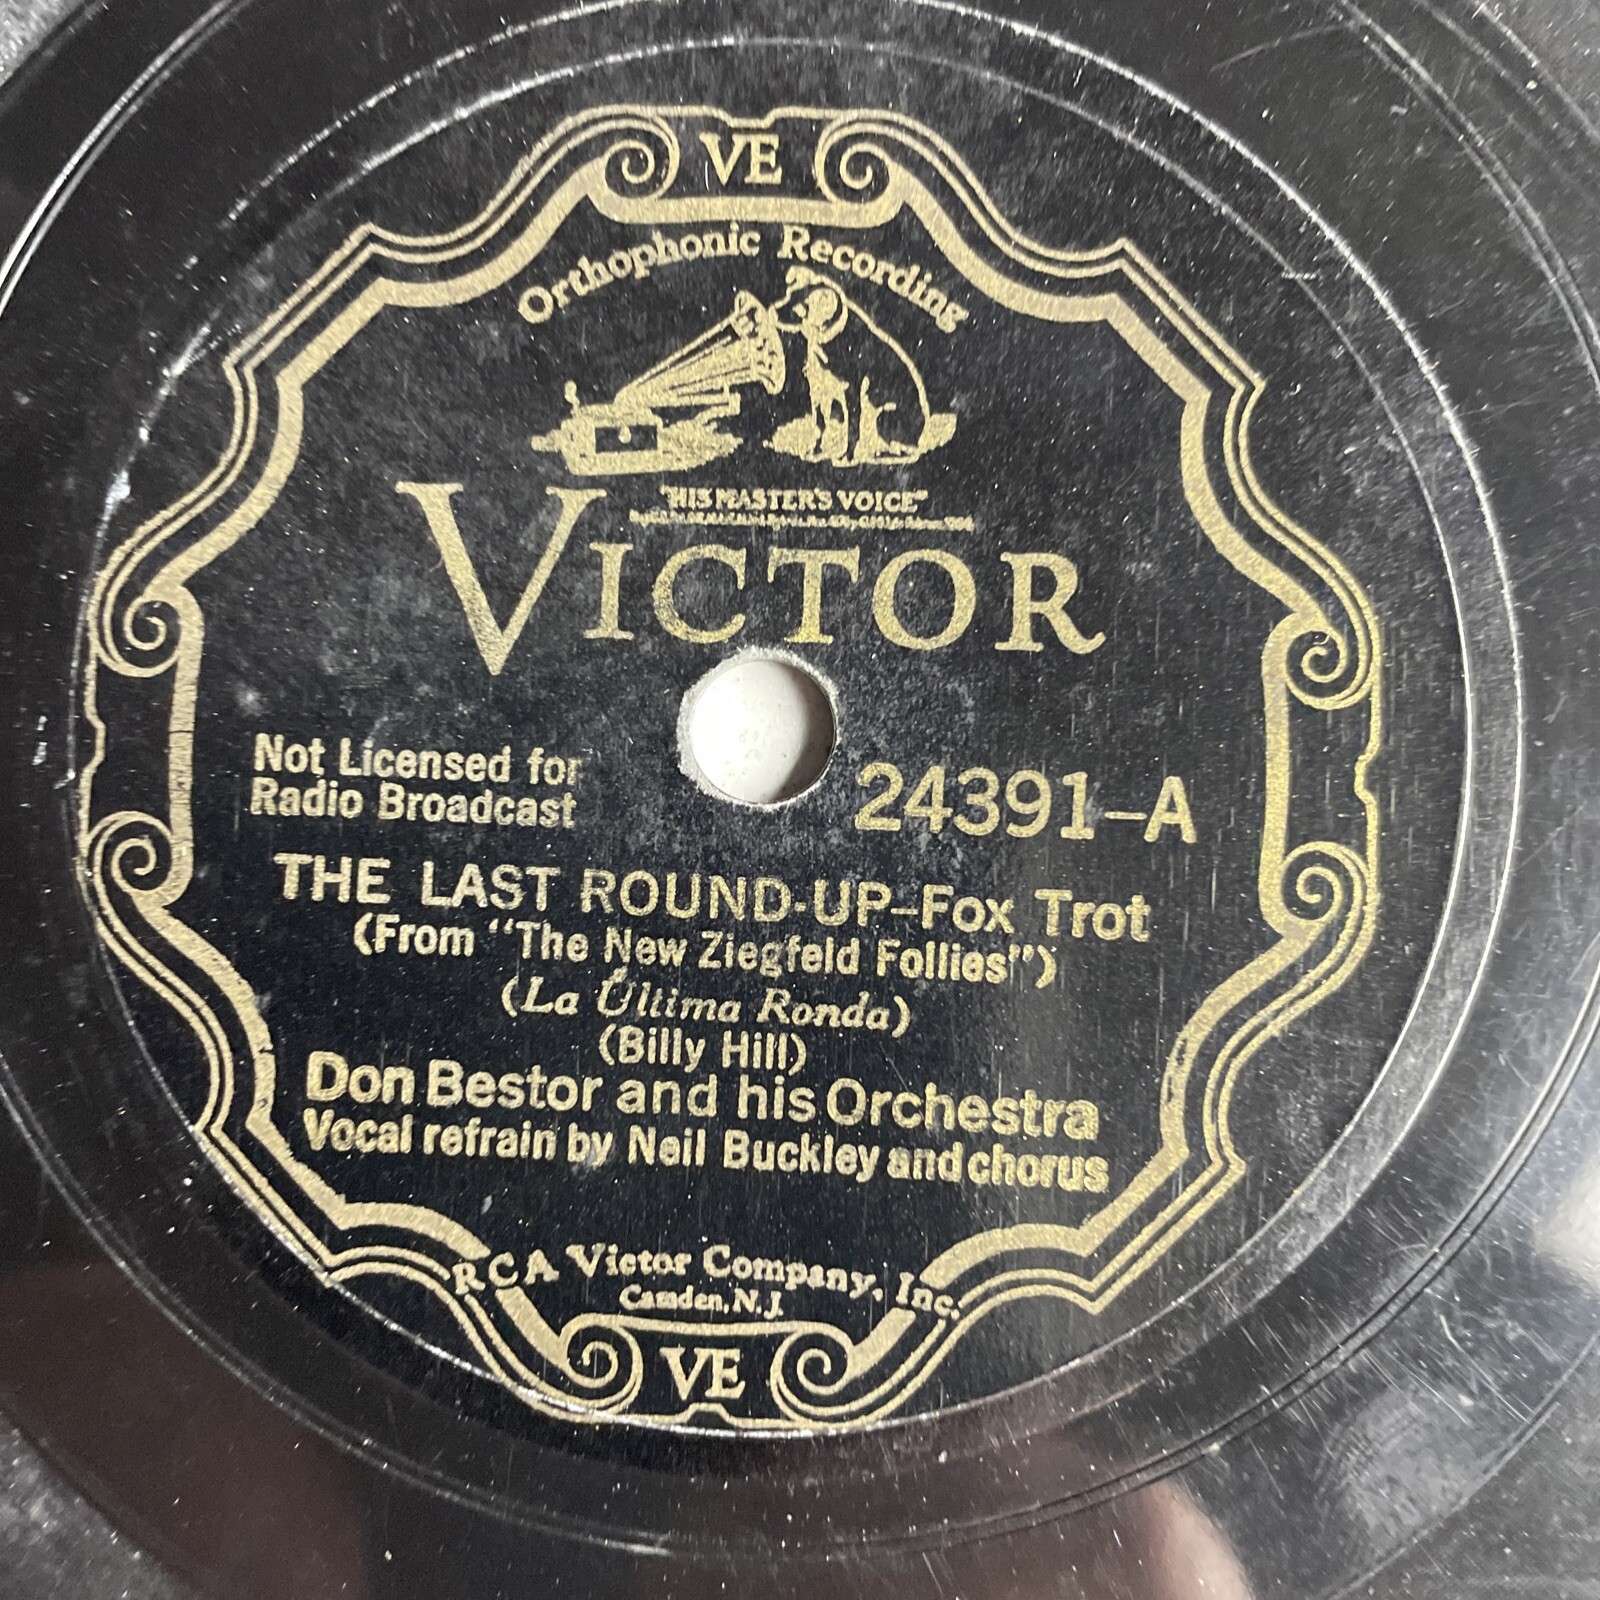 VE
Orthophonic Recording
"HIS MASTER'S VOICE"
VICTOR
Not Licensed for
Radio Broadcast
24391-A
THE LAST ROUND-UP-Fox Trot
(From "The New Ziegfeld Follies")
(La Última Ronda)
(Billy Hill)
Don Bestor and his Orchestra
Vocal refrain by Neil Buckley and chorus
RCA Victor Company, Inc.
Camden, N. J.
VE